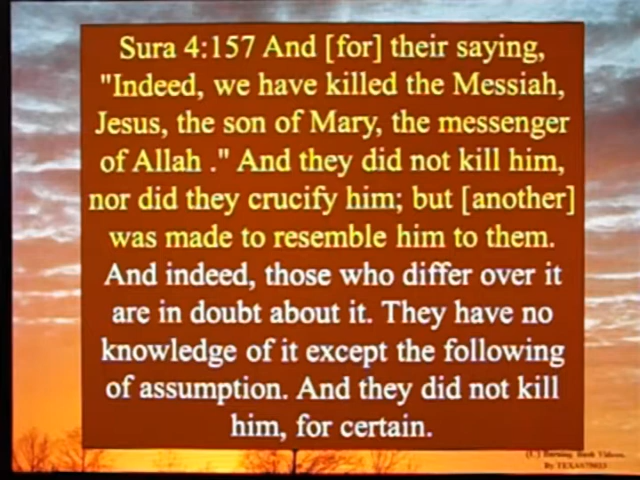 Sura 4:157 And [for] their saying,
"Indeed, we have killed the Messiah,
Jesus, the son of Mary, the messenger
of Allah ." And they did not kill him,
nor did they crucify him; but [another]
was made to resemble him to them.
And indeed, those who differ over it
are in doubt about it. They have no
knowledge of it except the following
of assumption. And they did not kill
him, for certain.
(C) Burning Bush Videos.